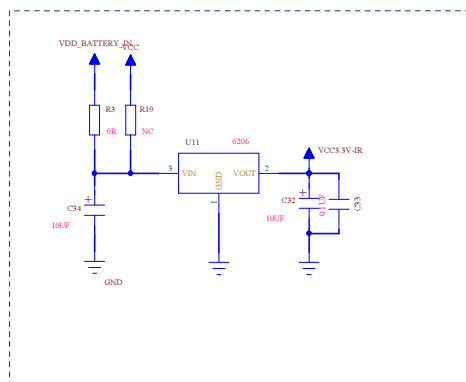 VDD_BATTERY_IN
VCC
R3
R19
0R
NC
U11
6206
VCC3.3V-IR
3
VIN
VOUT
2
GND
1
C34
10UF
C32
10UF
0.1UF
C33
GND